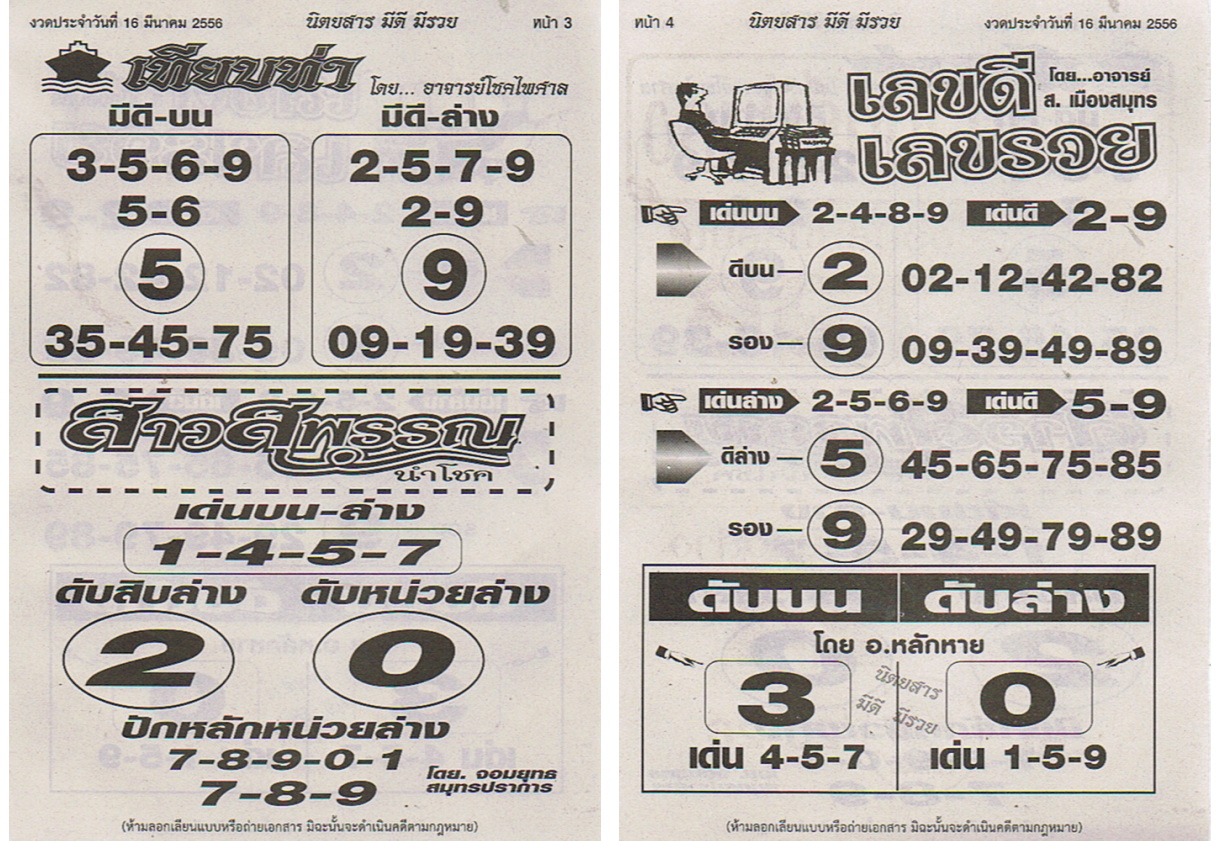 งวดประจำวันที่ 16 มีนาคม 2556 นิตยสาร มีดี มีรวย หน้า 3
เทียบท่า
โดย... อาจารย์โชคไพศาล
มีดี-บน มีดี-ล่าง
3-5-6-9 2-5-7-9
5-6 2-9
5 9
35-45-75 09-19-39
สาวสุพรรณ
นำโชค
เด่นบน-ล่าง
1-4-5-7
ดับสิบล่าง ดับหน่วยล่าง
2 0
ปักหลักหน่วยล่าง
7-8-9-0-1
7-8-9
โดย. จอมยุทธ
สมุทรปราการ
(ห้ามลอกเลียนแบบหรือถ่ายเอกสาร มิฉะนั้นจะดำเนินคดีตามกฎหมาย)
หน้า 4 นิตยสาร มีดี มีรวย งวดประจำวันที่ 16 มีนาคม 2556
เลขดี
โดย...อาจารย์
ส. เมืองสมุทร
เลขรวย
เด่นบน 2-4-8-9 เด่นดี 2-9
ดีบน - 2 02-12-42-82
รอง - 9 09-39-49-89
เด่นล่าง 2-5-6-9 เด่นดี 5-9
ดีล่าง - 5 45-65-75-85
รอง - 9 29-49-79-89
ดับบน ดับล่าง
โดย อ.หลักหาย
3 0
นิตยสาร
มีดี มีรวย
เด่น 4-5-7 เด่น 1-5-9
(ห้ามลอกเลียนแบบหรือถ่ายเอกสาร มิฉะนั้นจะดำเนินคดีตามกฎหมาย)